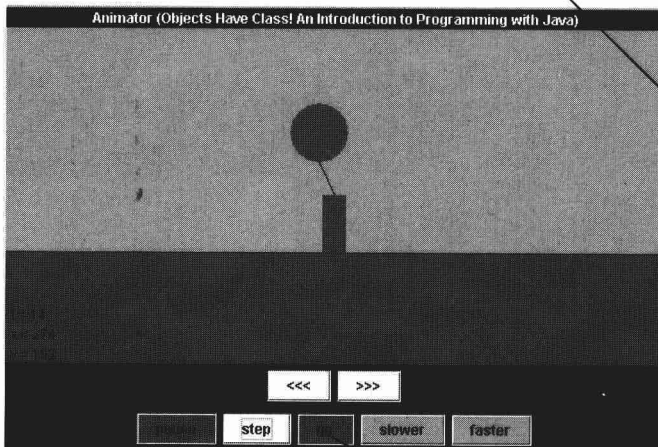 Animator (Objects Have Class! An Introduction to Programming with Java)
<<< >>>
step slower faster